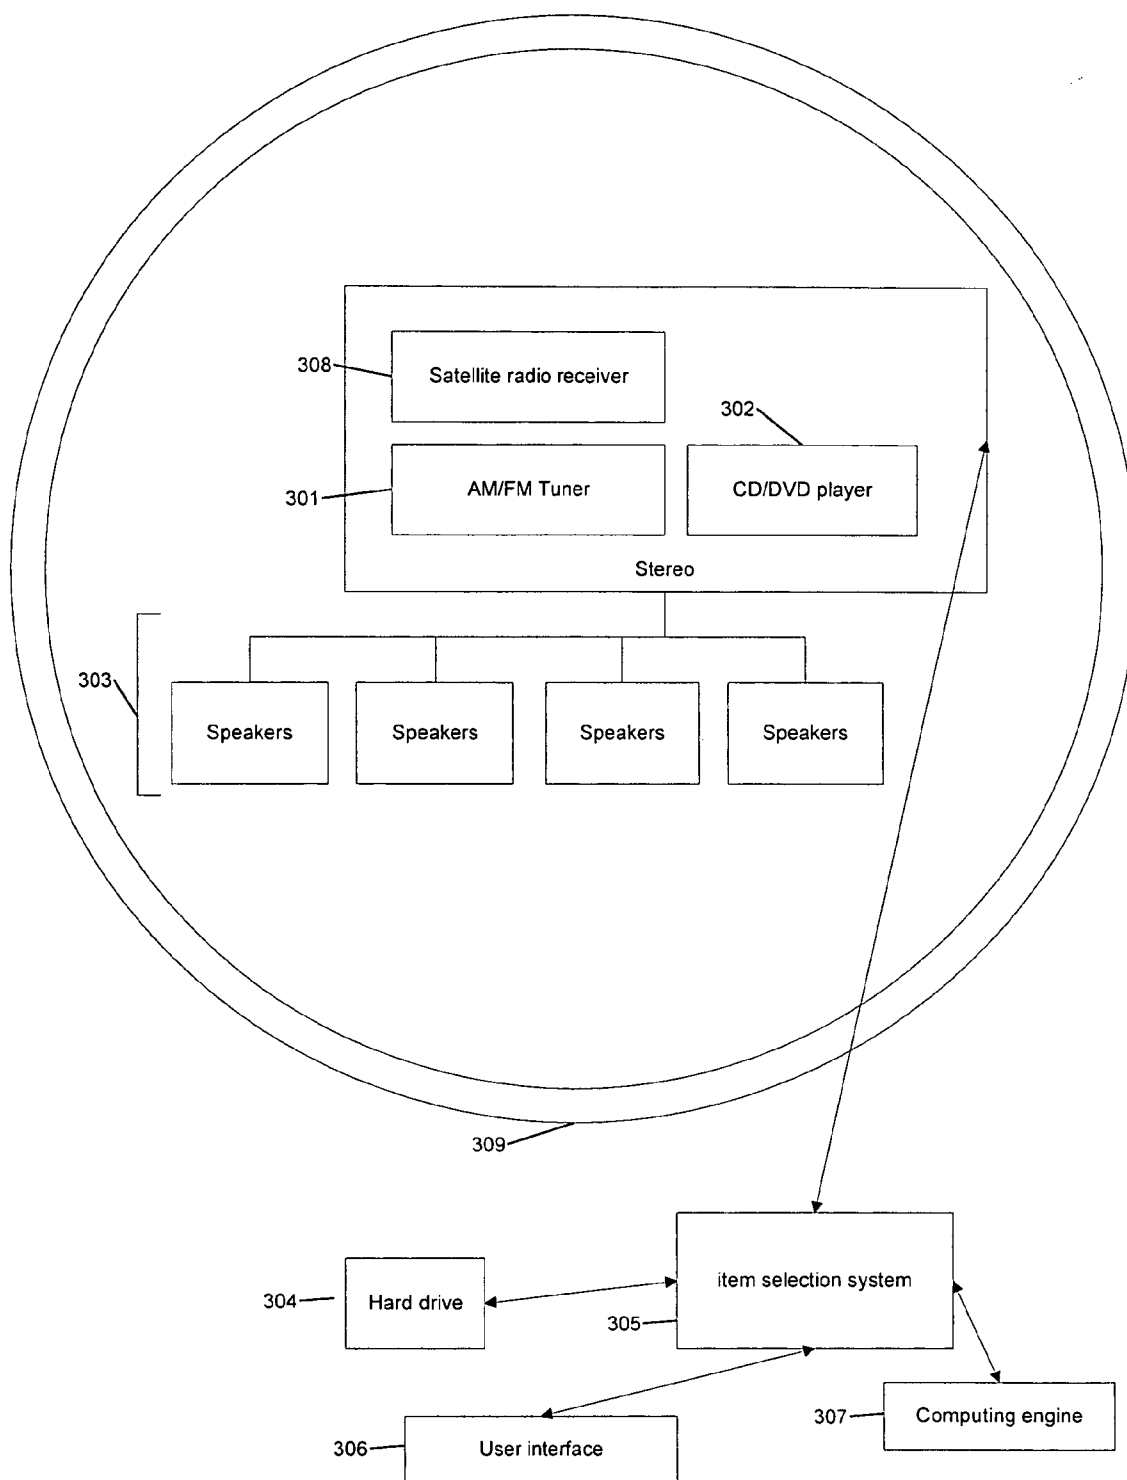 308
Satellite radio receiver
302
301
AM/FM Tuner
CD/DVD player
Stereo
303
Speakers
Speakers
Speakers
Speakers
309
item selection system
304
Hard drive
305
307
Computing engine
306
User interface